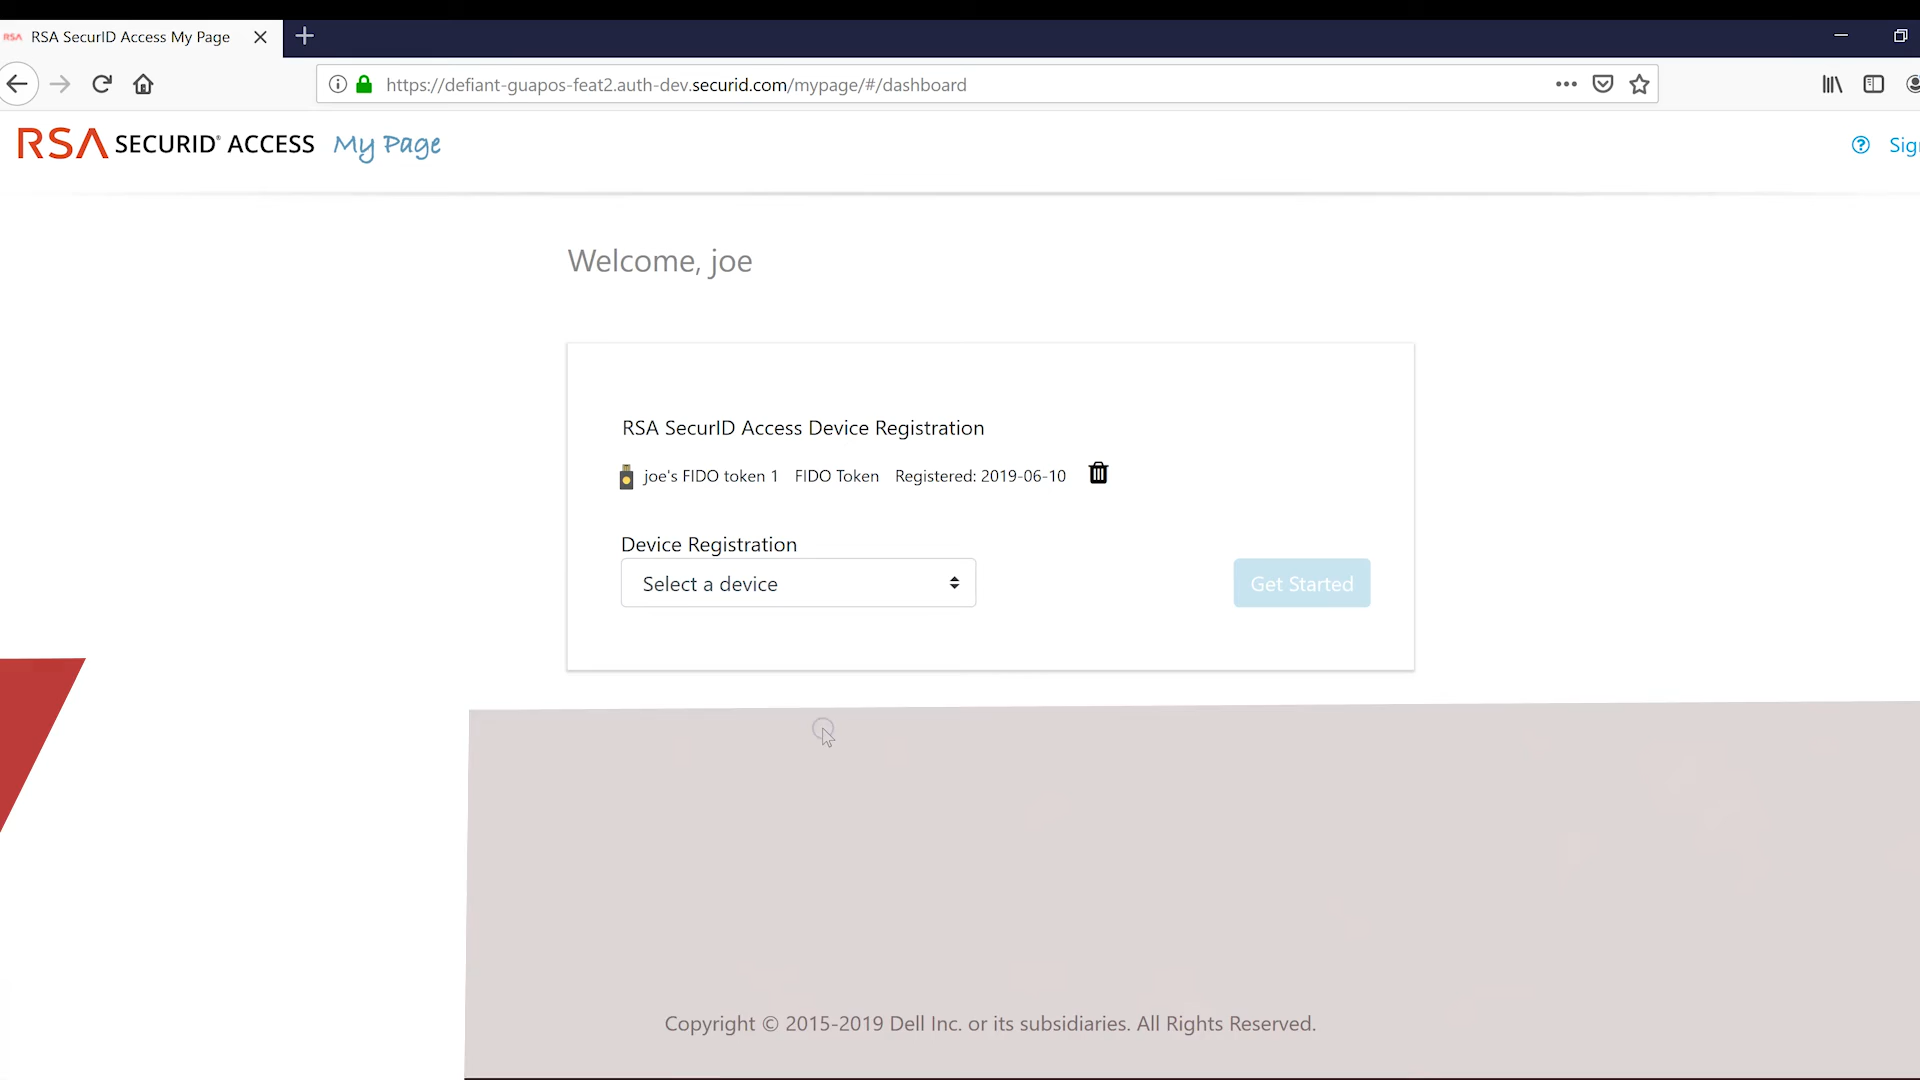 RSA RSA SecurID Access My Page
https://defiant-guapos-feat2.auth-dev.securid.com/mypage/#/dashboard
RSA SECURID® ACCESS My Page
? Sig
Welcome, joe
RSA SecurID Access Device Registration
joe's FIDO token 1 FIDO Token Registered: 2019-06-10
Device Registration
Select a device
Get Started
Copyright © 2015-2019 Dell Inc. or its subsidiaries. All Rights Reserved.